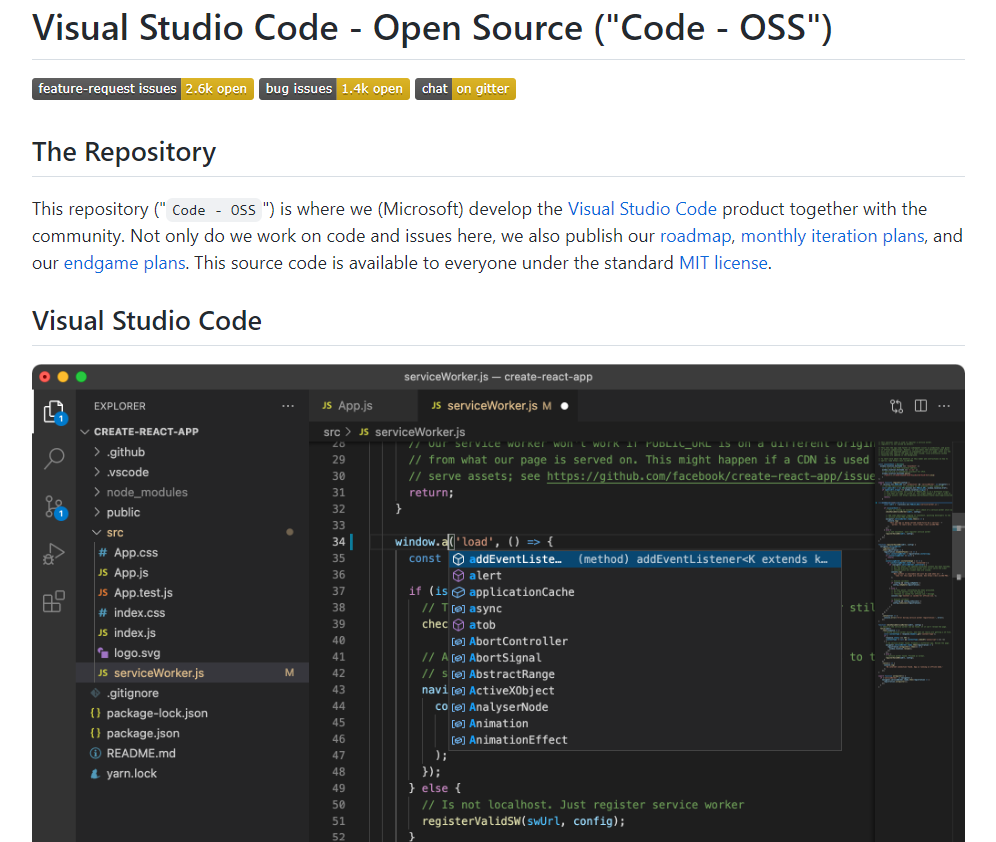 Visual Studio Code - Open Source ("Code - OSS")
feature-request issues 2.6k open bug issues 1.4k open chat on gitter
The Repository
This repository ("Code - OSS") is where we (Microsoft) develop the Visual Studio Code product together with the
community. Not only do we work on code and issues here, we also publish our roadmap, monthly iteration plans, and
our endgame plans. This source code is available to everyone under the standard MIT license.
Visual Studio Code
serviceWorker.js — create-react-app
EXPLORER ···
CREATE-REACT-APP
.github
.vscode
node_modules
public
src
# App.css
JS App.js
JS App.test.js
# index.css
JS index.js
logo.svg
JS serviceWorker.js M
.gitignore
{} package-lock.json
{} package.json
README.md
yarn.lock
1
1
JS App.js JS serviceWorker.js M ● ···
src > JS serviceWorker.js
28 // Our service worker won't work if PUBLIC_URL is on a different origin
29 // from what our page is served on. This might happen if a CDN is used
30 // serve assets; see https://github.com/facebook/create-react-app/issue
31 return;
32 }
33
34 window.a('load', () => {
35 const
36
37 if (is
38 // T stil
39 chec
40
41 // A to t
42 // s
43 navi
44 co
45
46
47 );
48 });
49 } else {
50 // Is not localhost. Just register service worker
51 registerValidSW(swUrl, config);
52 }
addEventListe… (method) addEventListener<K extends k…
alert
applicationCache
async
atob
AbortController
AbortSignal
AbstractRange
ActiveXObject
AnalyserNode
Animation
AnimationEffect